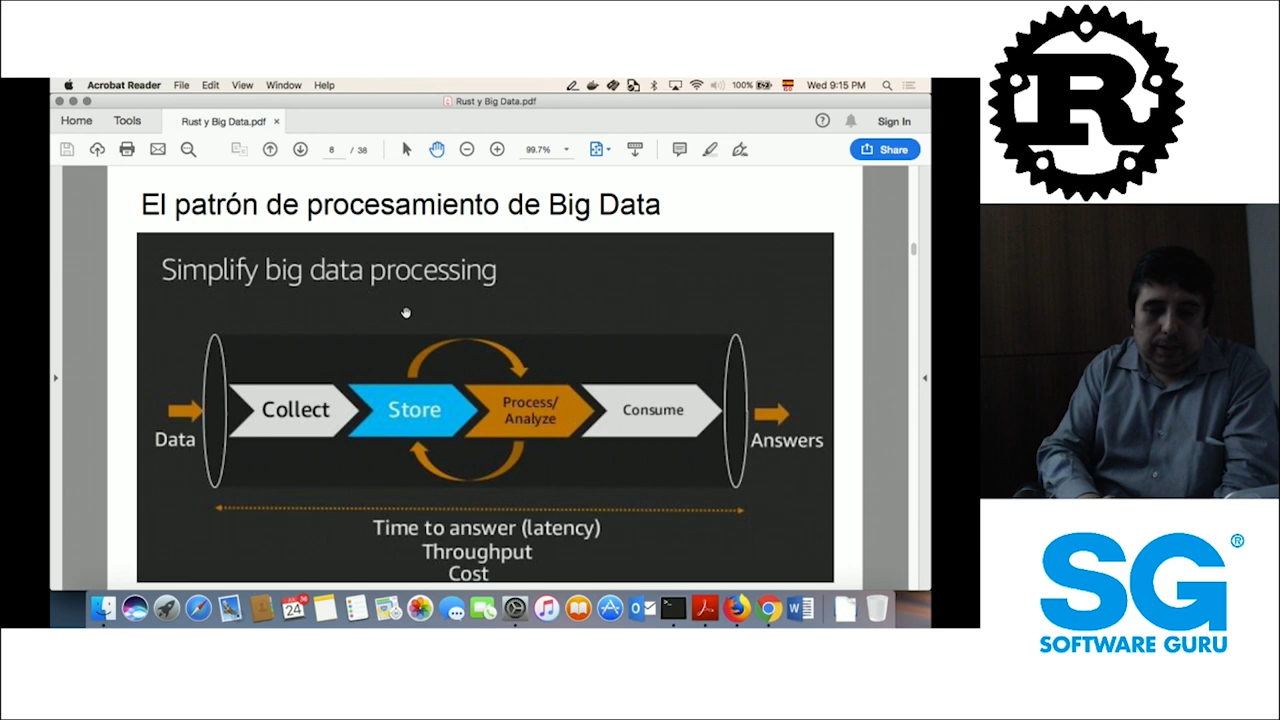 Acrobat Reader File Edit View Window Help 100% Wed 9:15 PM
Rust y Big Data.pdf
Home Tools Rust y Big Data.pdf × Sign In
8 / 38 99.7% Share
El patrón de procesamiento de Big Data
Simplify big data processing
Data
Collect
Store
Process/
Analyze
Consume
Answers
Time to answer (latency)
Throughput
Cost
24
R
SG®
SOFTWARE GURU